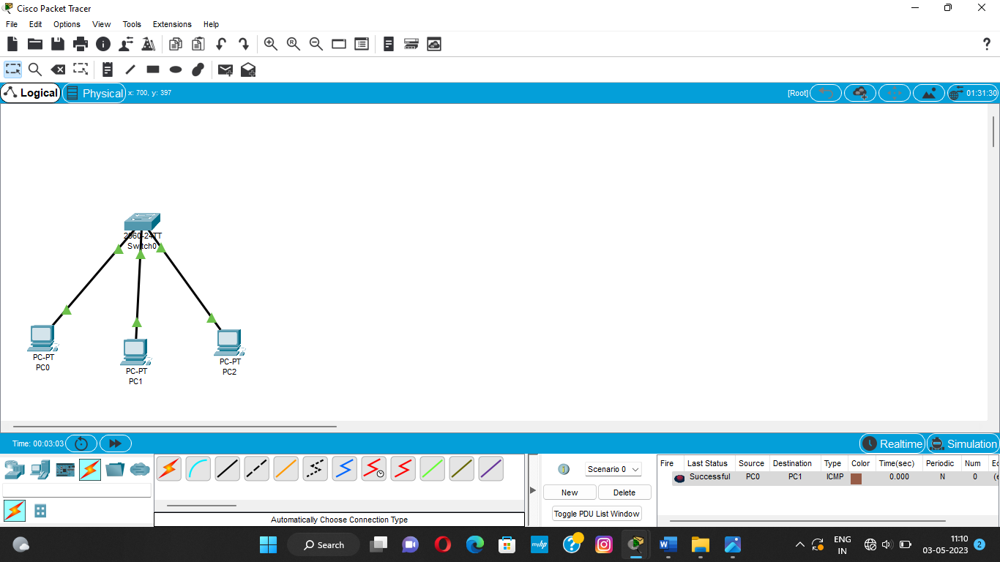 Cisco Packet Tracer
File Edit Options View Tools Extensions Help
?
Logical Physical x: 700, y: 397 [Root] 01:31:30
2960-24TT
Switch0
PC-PT
PC0
PC-PT
PC1
PC-PT
PC2
Time: 00:03:03 Realtime Simulation
Scenario 0
New Delete
Toggle PDU List Window
Fire Last Status Source Destination Type Color Time(sec) Periodic Num
Successful PC0 PC1 ICMP 0.000 N 0
Automatically Choose Connection Type
Search
myhp
ENG
IN
11:10
03-05-2023
2